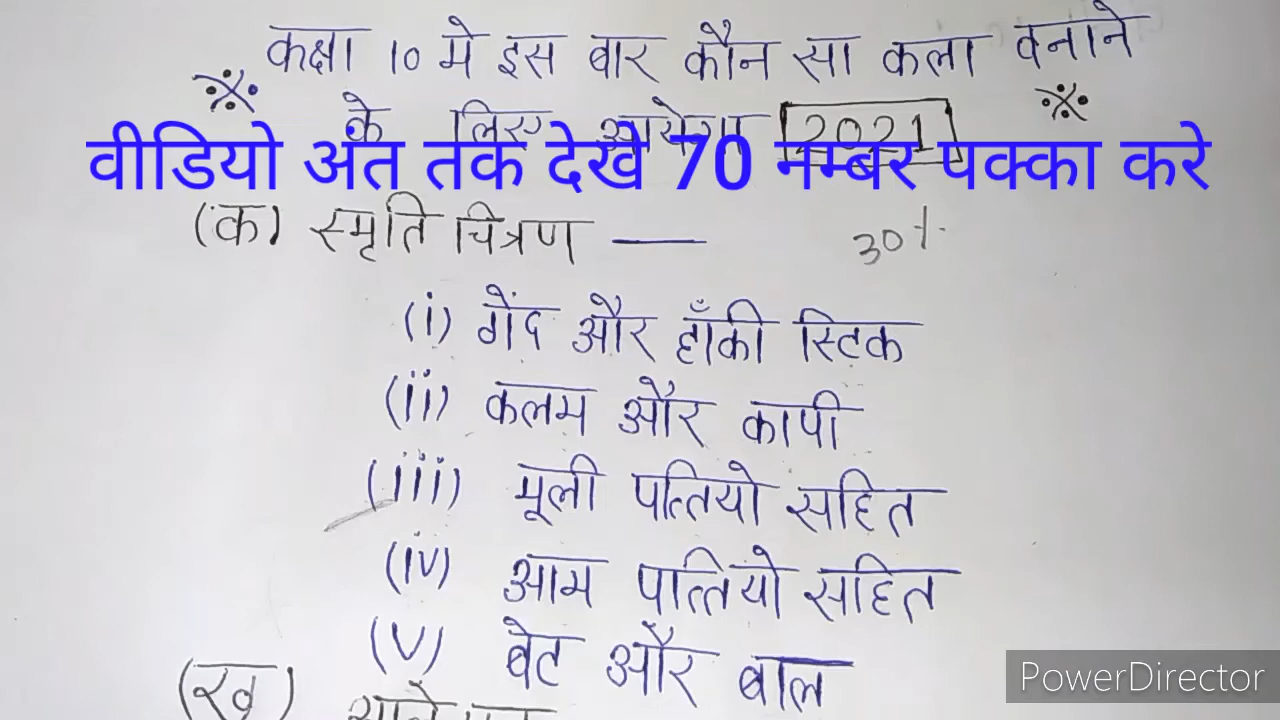 कक्षा 10 मे इस बार कौन सा कला बनाने
के लिए आयेगा 2021
वीडियो अंत तक देखे 70 नम्बर पक्का करे
(क) स्मृति चित्रण — 30%
(i) गेंद और हॉंकी स्टिक
(ii) कलम और कापी
(iii) मूली पत्तियो सहित
(iv) आम पत्तियो सहित
(v) बेट और बाल
(ख)
PowerDirector